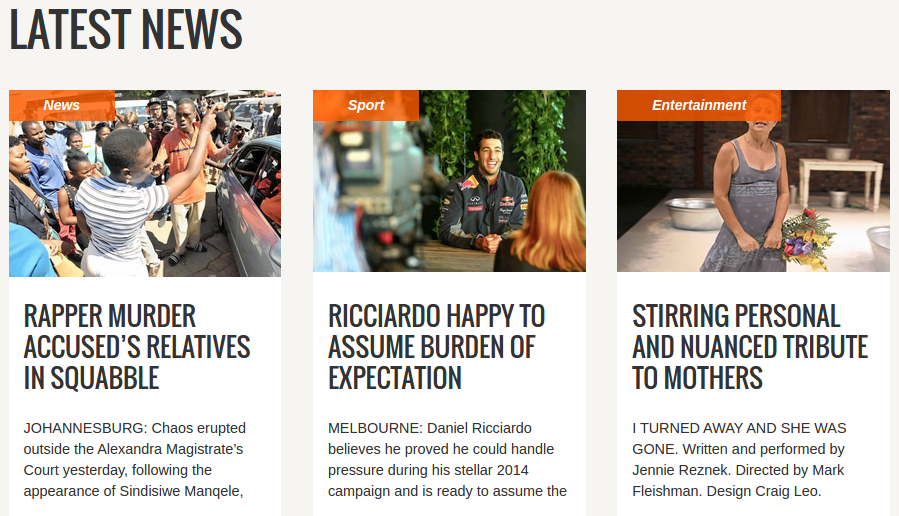 LATEST NEWS
News
RAPPER MURDER
ACCUSED’S RELATIVES
IN SQUABBLE
JOHANNESBURG: Chaos erupted
outside the Alexandra Magistrate’s
Court yesterday, following the
appearance of Sindisiwe Manqele,
Sport
RICCIARDO HAPPY TO
ASSUME BURDEN OF
EXPECTATION
MELBOURNE: Daniel Ricciardo
believes he proved he could handle
pressure during his stellar 2014
campaign and is ready to assume the
Entertainment
STIRRING PERSONAL
AND NUANCED TRIBUTE
TO MOTHERS
I TURNED AWAY AND SHE WAS
GONE. Written and performed by
Jennie Reznek. Directed by Mark
Fleishman. Design Craig Leo.